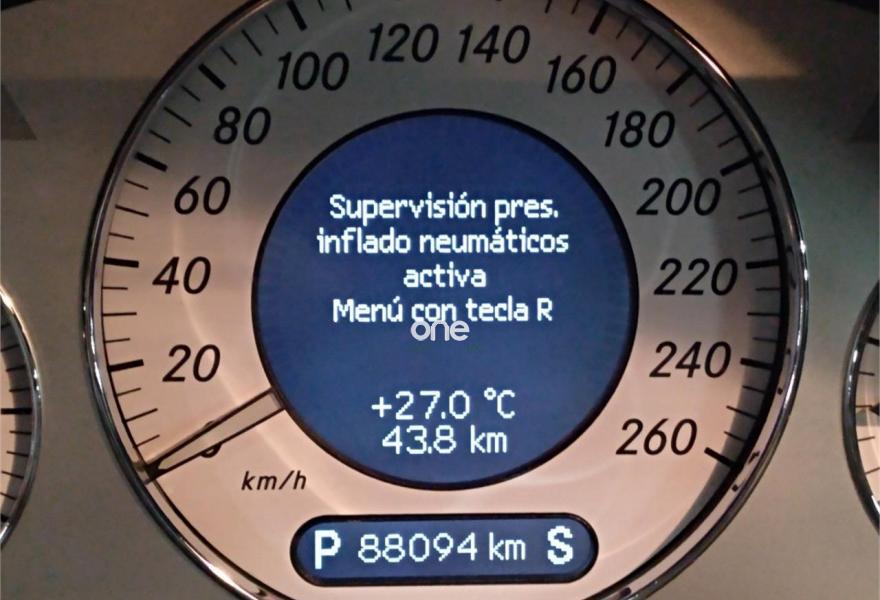 120 140
100 160
80 180
60 200
40 220
20 240
0 260
km/h
Supervisión pres.
inflado neumáticos
activa
Menú con tecla R
one
+27.0 °C
43.8 km
P 88094 km S